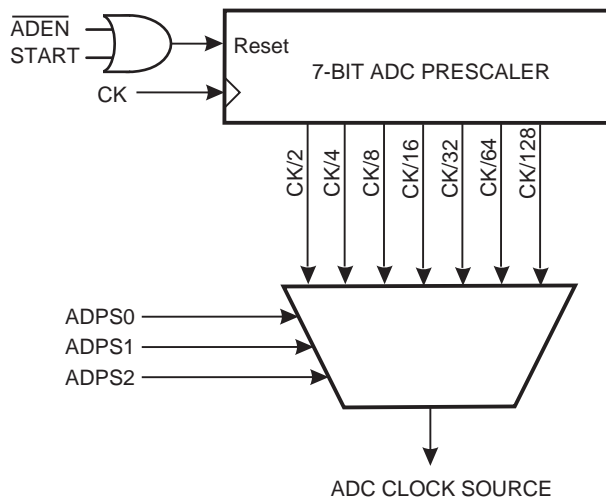 ADEN
START
Reset
7-BIT ADC PRESCALER
CK
CK/2
CK/4
CK/8
CK/16
CK/32
CK/64
CK/128
ADPS0
ADPS1
ADPS2
ADC CLOCK SOURCE